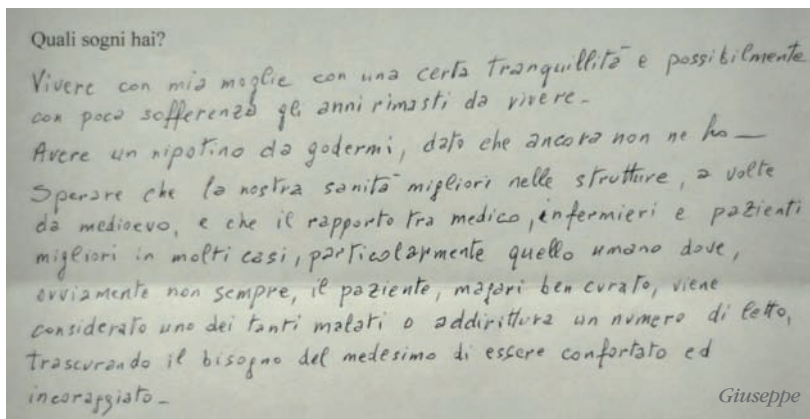 Quali sogni hai?
Vivere con mia moglie con una certa tranquillità e possibilmente
con poca sofferenza gli anni rimasti da vivere -
Avere un nipotino da godermi, dato che ancora non ne ho —
Sperare che la nostra sanità migliori nelle strutture, a volte
da medioevo, e che il rapporto tra medico, infermieri e pazienti
migliori in molti casi, particolarmente quello umano dove,
ovviamente non sempre, il paziente, magari ben curato, viene
considerato uno dei tanti malati o addirittura un numero di letto,
trascurando il bisogno del medesimo di essere confortato ed
incoraggiato -
Giuseppe